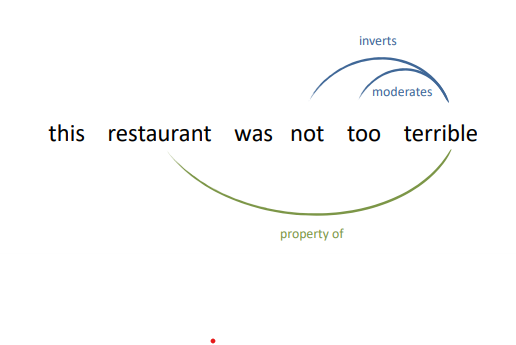 inverts
moderates
this restaurant was not too terrible
property of